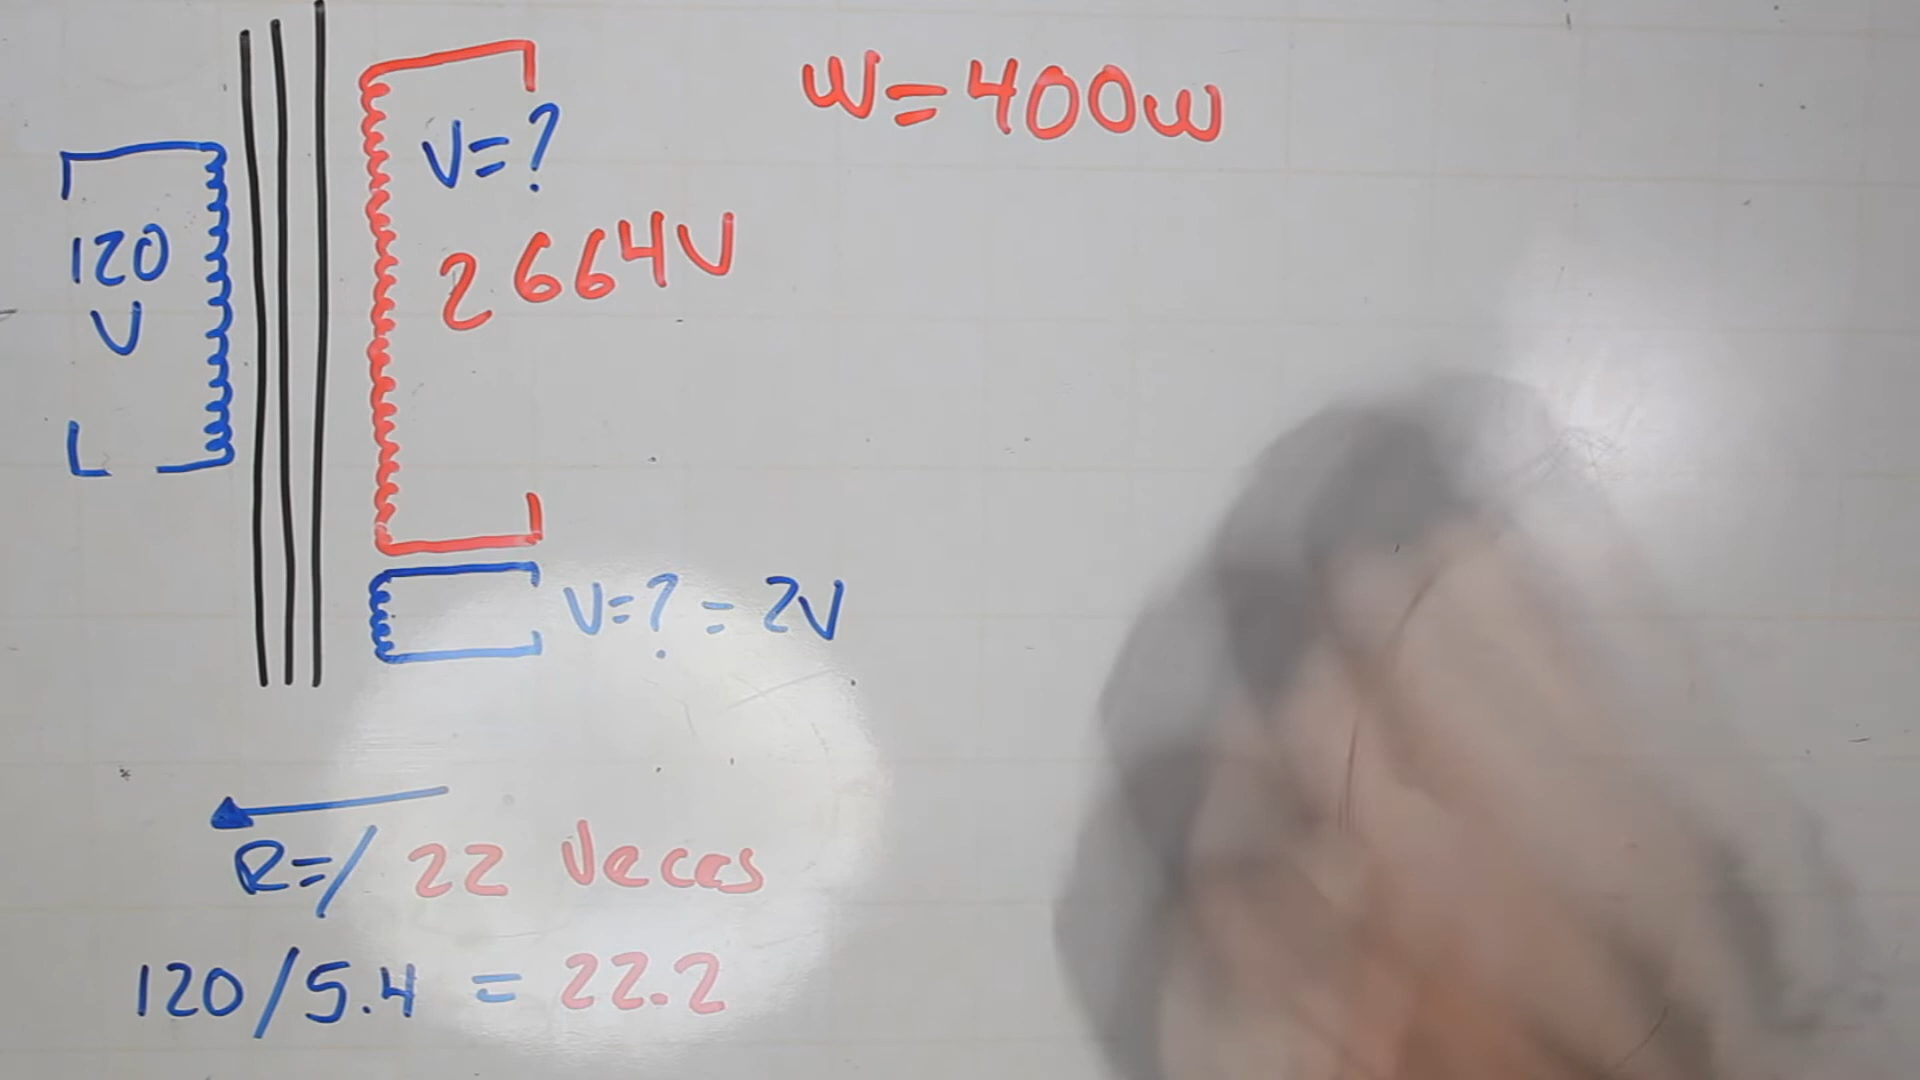 W=400W
120
V
V=?
2664V
V=? = 2V
R=/ 22 Veces
120/5.4 = 22.2